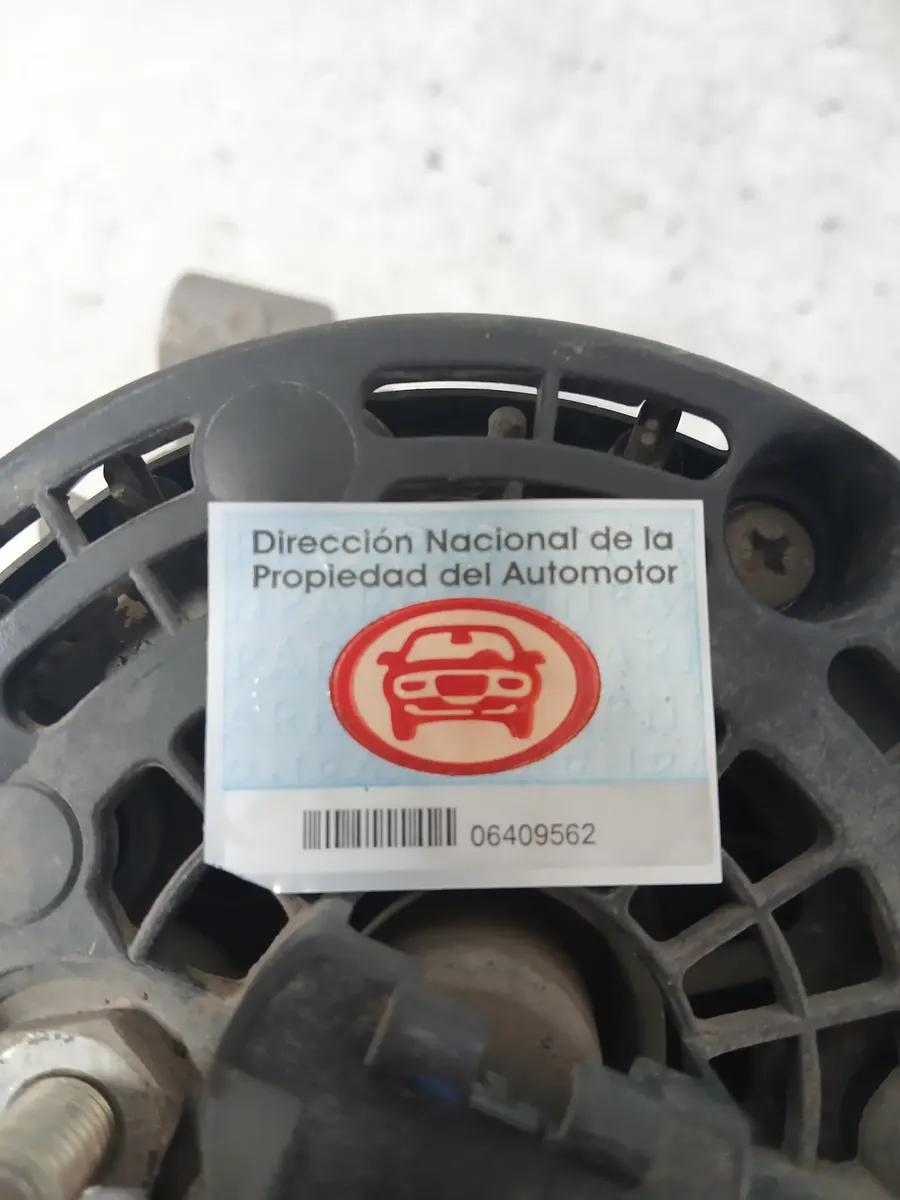 Dirección Nacional de la
Propiedad del Automotor
06409562